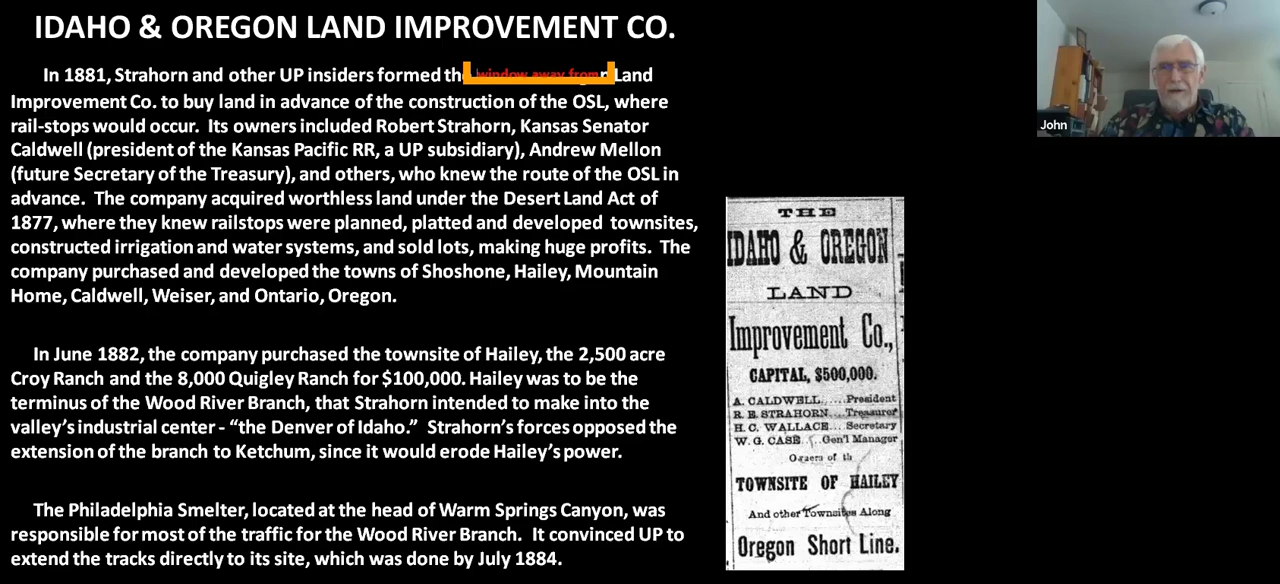 IDAHO & OREGON LAND IMPROVEMENT CO.
In 1881, Strahorn and other UP insiders formed the window away from Land
Improvement Co. to buy land in advance of the construction of the OSL, where
rail-stops would occur. Its owners included Robert Strahorn, Kansas Senator
Caldwell (president of the Kansas Pacific RR, a UP subsidiary), Andrew Mellon
(future Secretary of the Treasury), and others, who knew the route of the OSL in
advance. The company acquired worthless land under the Desert Land Act of
1877, where they knew railstops were planned, platted and developed townsites,
constructed irrigation and water systems, and sold lots, making huge profits. The
company purchased and developed the towns of Shoshone, Hailey, Mountain
Home, Caldwell, Weiser, and Ontario, Oregon.
In June 1882, the company purchased the townsite of Hailey, the 2,500 acre
Croy Ranch and the 8,000 Quigley Ranch for $100,000. Hailey was to be the
terminus of the Wood River Branch, that Strahorn intended to make into the
valley's industrial center - “the Denver of Idaho.” Strahorn's forces opposed the
extension of the branch to Ketchum, since it would erode Hailey's power.
The Philadelphia Smelter, located at the head of Warm Springs Canyon, was
responsible for most of the traffic for the Wood River Branch. It convinced UP to
extend the tracks directly to its site, which was done by July 1884.
THE
IDAHO & OREGON
LAND
Improvement Co.,
CAPITAL, $500,000.
A. CALDWELL......President
R. E. STRAHORN...Treasurer
H. C. WALLACE... Secretary
W. G. CASE ...Gen'l Manager
Owners of th
TOWNSITE OF HAILEY
And other Townsites Along
Oregon Short Line.
John